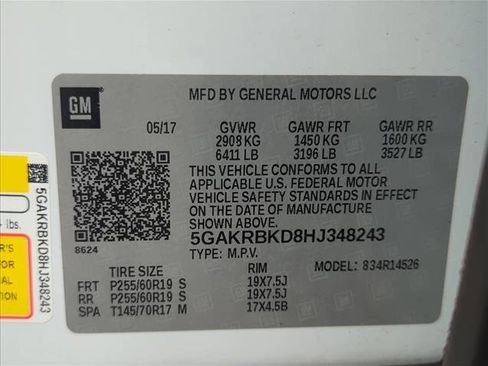 GM
MFD BY GENERAL MOTORS LLC
05/17 GVWR GAWR FRT GAWR RR
2908 KG 1450 KG 1600 KG
6411 LB 3196 LB 3527 LB
THIS VEHICLE CONFORMS TO ALL
APPLICABLE U.S. FEDERAL MOTOR
VEHICLE SAFETY STANDARDS IN EFFECT
ON THE DATE OF MANUFACTURE
SHOWN ABOVE.
8624
5GAKRBKD8HJ348243
TYPE: M.P.V. MODEL: 834R14526
TIRE SIZE RIM
FRT P255/60R19 S 19X7.5J
RR P255/60R19 S 19X7.5J
SPA T145/70R17 M 17X4.5B
5GAKRBKD8HJ348243
lbs.